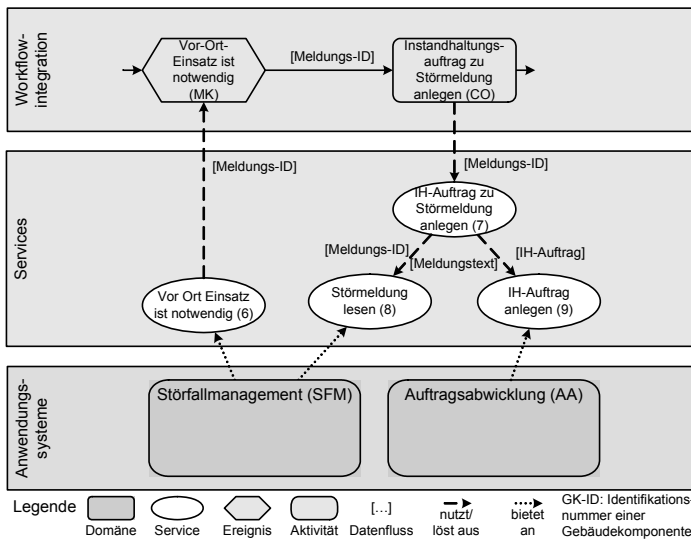 Workflow-
integration
Vor-Ort-
Einsatz ist
notwendig
(MK)
[Meldungs-ID]
Instandhaltungs-
auftrag zu
Störmeldung
anlegen (CO)
Services
[Meldungs-ID]
[Meldungs-ID]
IH-Auftrag zu
Störmeldung
anlegen (7)
[Meldungs-ID]
[Meldungstext]
[IH-Auftrag]
Vor Ort Einsatz
ist notwendig (6)
Störmeldung
lesen (8)
IH-Auftrag
anlegen (9)
Anwendungs-
systeme
Störfallmanagement (SFM)
Auftragsabwicklung (AA)
Legende
Domäne
Service
Ereignis
Aktivität
[...]
Datenfluss
nutzt/
löst aus
bietet
an
GK-ID: Identifikations-
nummer einer
Gebäudekomponente